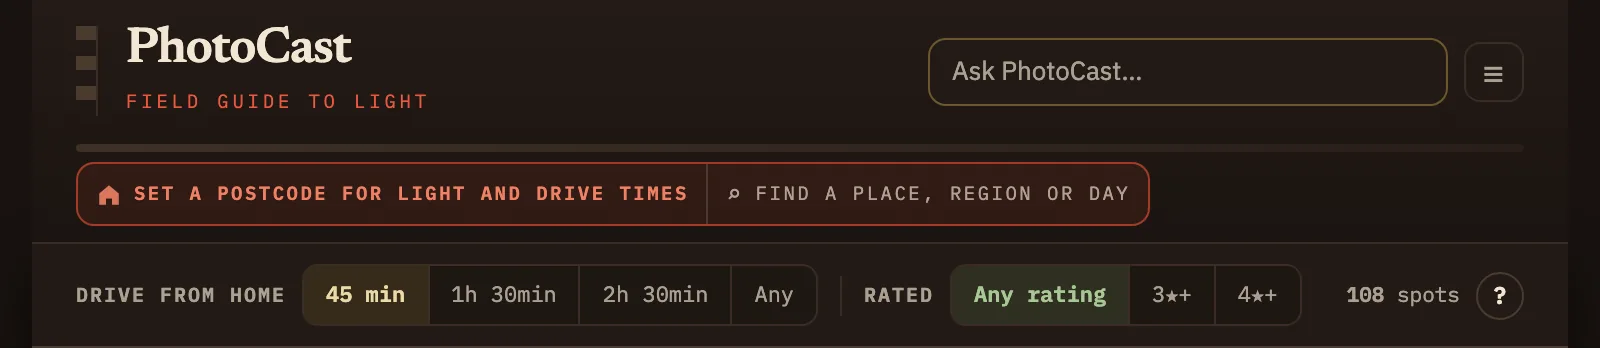 PhotoCast
FIELD GUIDE TO LIGHT
Ask PhotoCast...
SET A POSTCODE FOR LIGHT AND DRIVE TIMES
FIND A PLACE, REGION OR DAY
DRIVE FROM HOME
45 min
1h 30min
2h 30min
Any
RATED
Any rating
3★+
4★+
108 spots
?